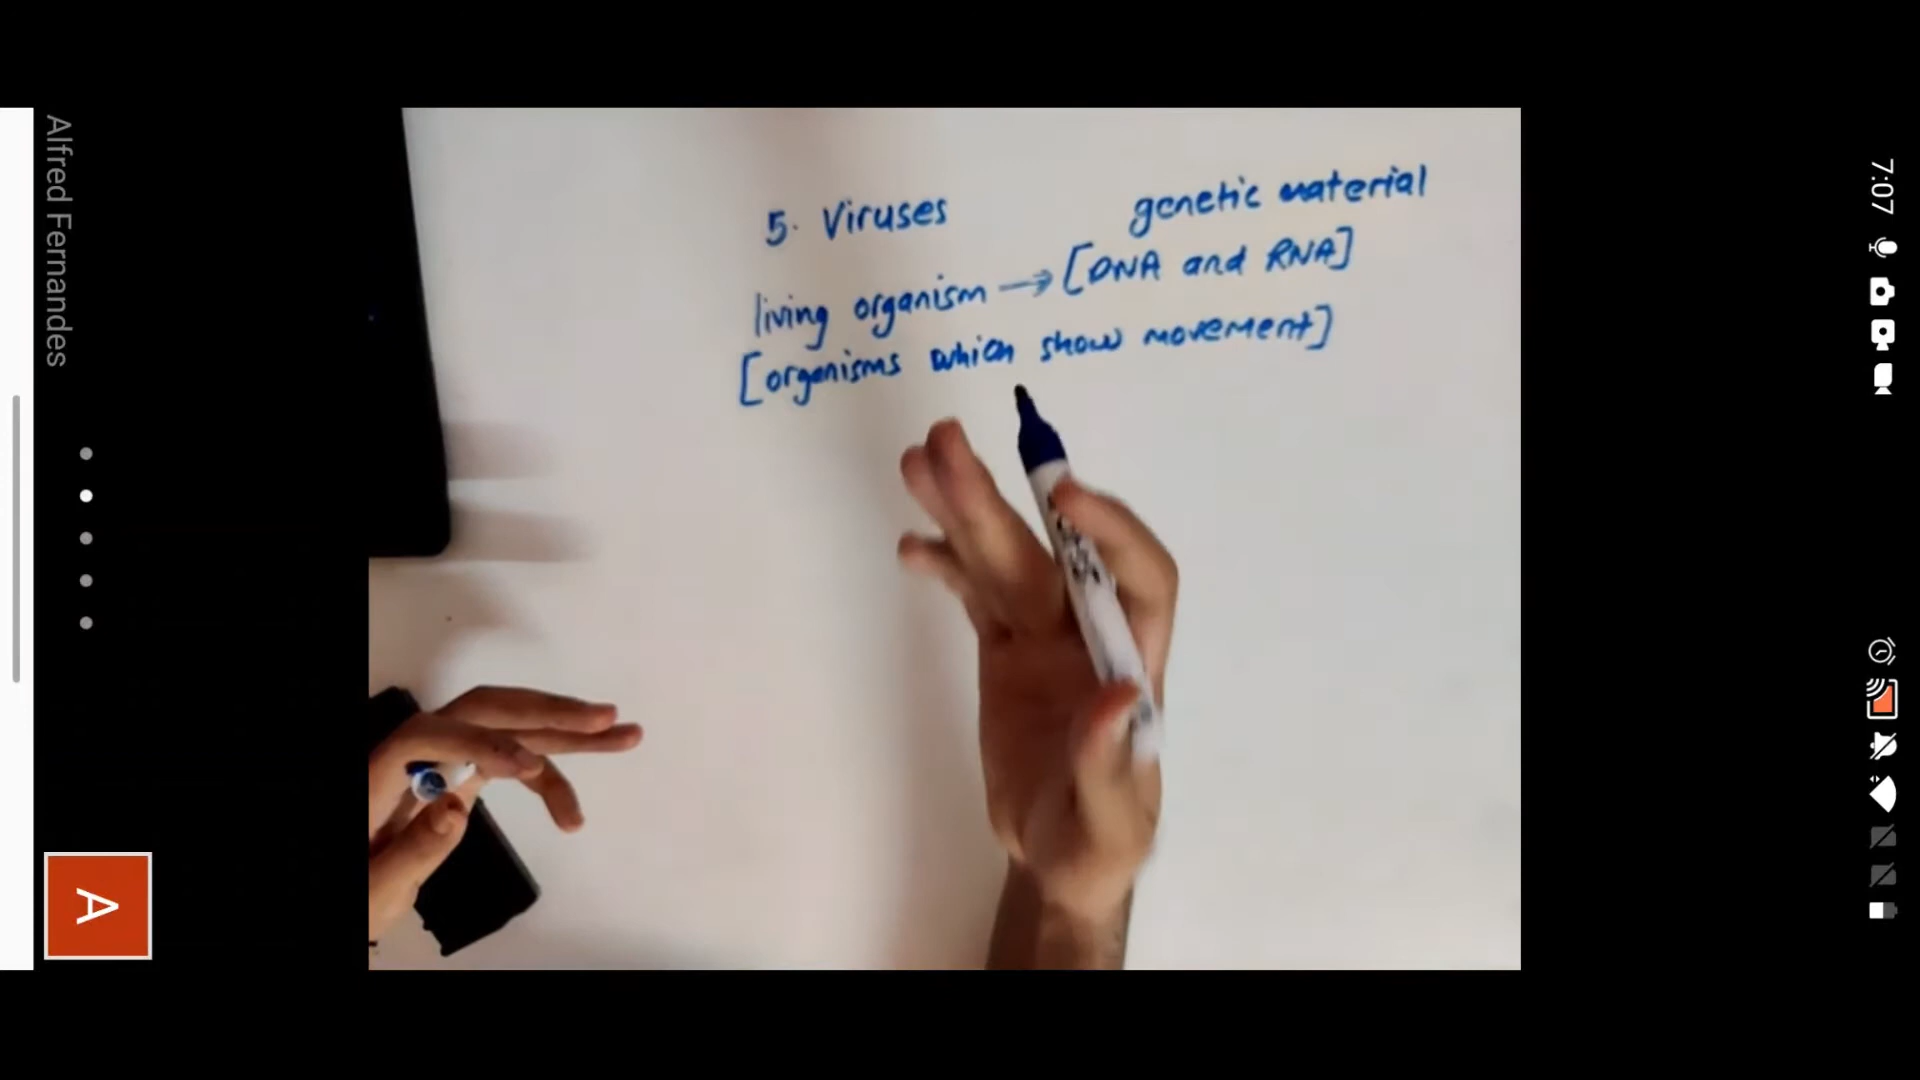 5. Viruses
genetic material
living organism → [DNA and RNA]
[organisms which show movement]
Alfred Fernandes
A
7:07